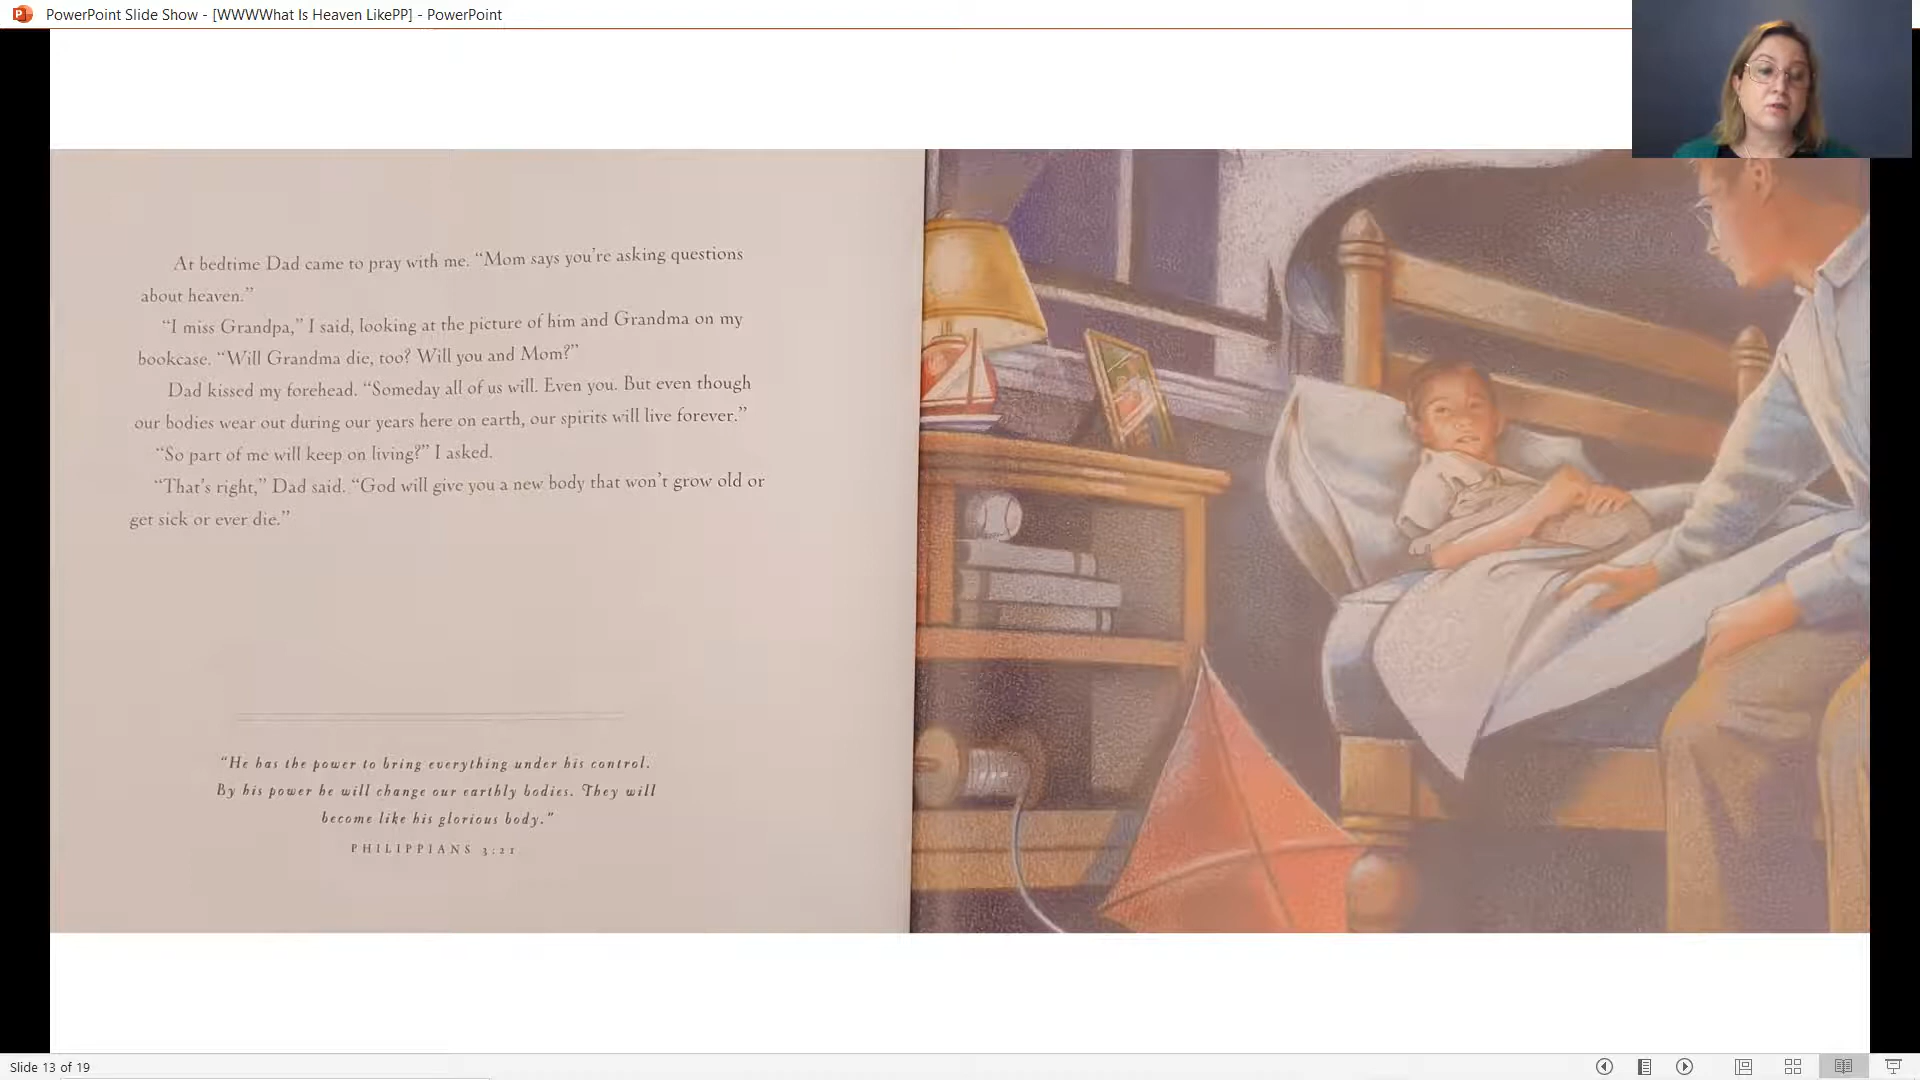 PowerPoint Slide Show - [WWWWhat Is Heaven LikePP] - PowerPoint
At bedtime Dad came to pray with me. “Mom says you’re asking questions
about heaven.”
“I miss Grandpa,” I said, looking at the picture of him and Grandma on my
bookcase. “Will Grandma die, too? Will you and Mom?”
Dad kissed my forehead. “Someday all of us will. Even you. But even though
our bodies wear out during our years here on earth, our spirits will live forever.”
“So part of me will keep on living?” I asked.
“That’s right,” Dad said. “God will give you a new body that won’t grow old or
get sick or ever die.”
“He has the power to bring everything under his control.
By his power he will change our earthly bodies. They will
become like his glorious body.”
PHILIPPIANS 3:21
Slide 13 of 19